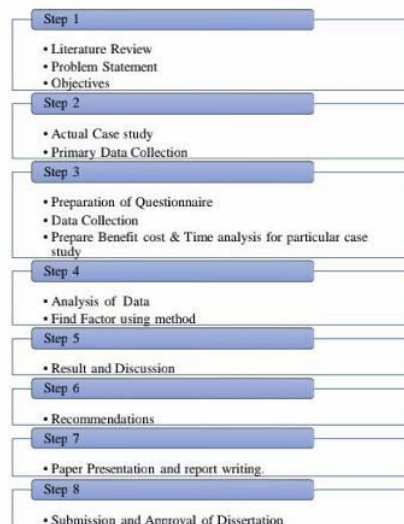 Step 1
• Literature Review
• Problem Statement
• Objectives
Step 2
• Actual Case study
• Primary Data Collection
Step 3
• Preparation of Questionnaire
• Data Collection
• Prepare Benefit cost & Time analysis for particular case
study
Step 4
• Analysis of Data
• Find Factor using method
Step 5
• Result and Discussion
Step 6
• Recommendations
Step 7
• Paper Presentation and report writing.
Step 8
• Submission and Approval of Dissertation